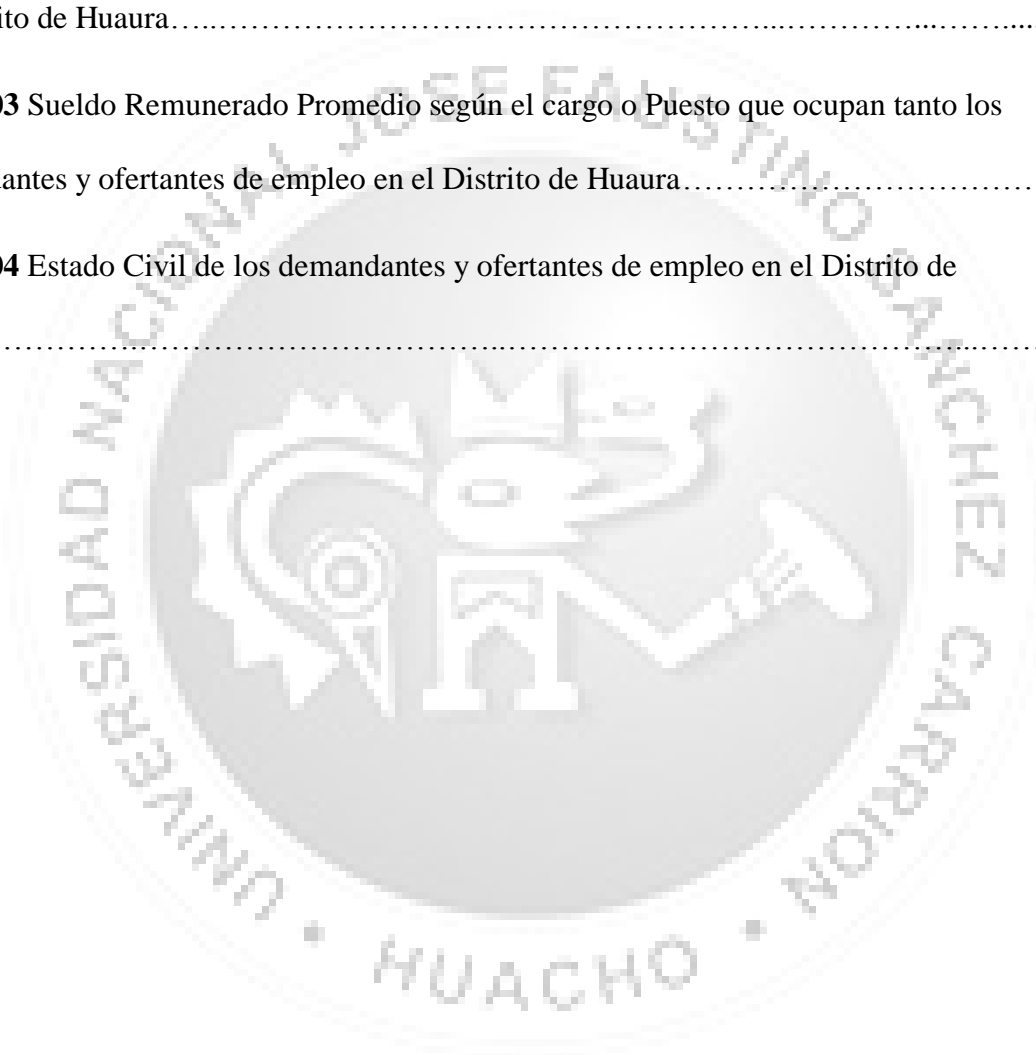 ito de Huaura…..………………………………………………..…………...……....
03 Sueldo Remunerado Promedio según el cargo o Puesto que ocupan tanto los
dantes y ofertantes de empleo en el Distrito de Huaura……………………………
04 Estado Civil de los demandantes y ofertantes de empleo en el Distrito de
……………………………………….……………………………………..……
UNIVERSIDAD NACIONAL JOSE FAUSTINO SANCHEZ CARRION • HUACHO •